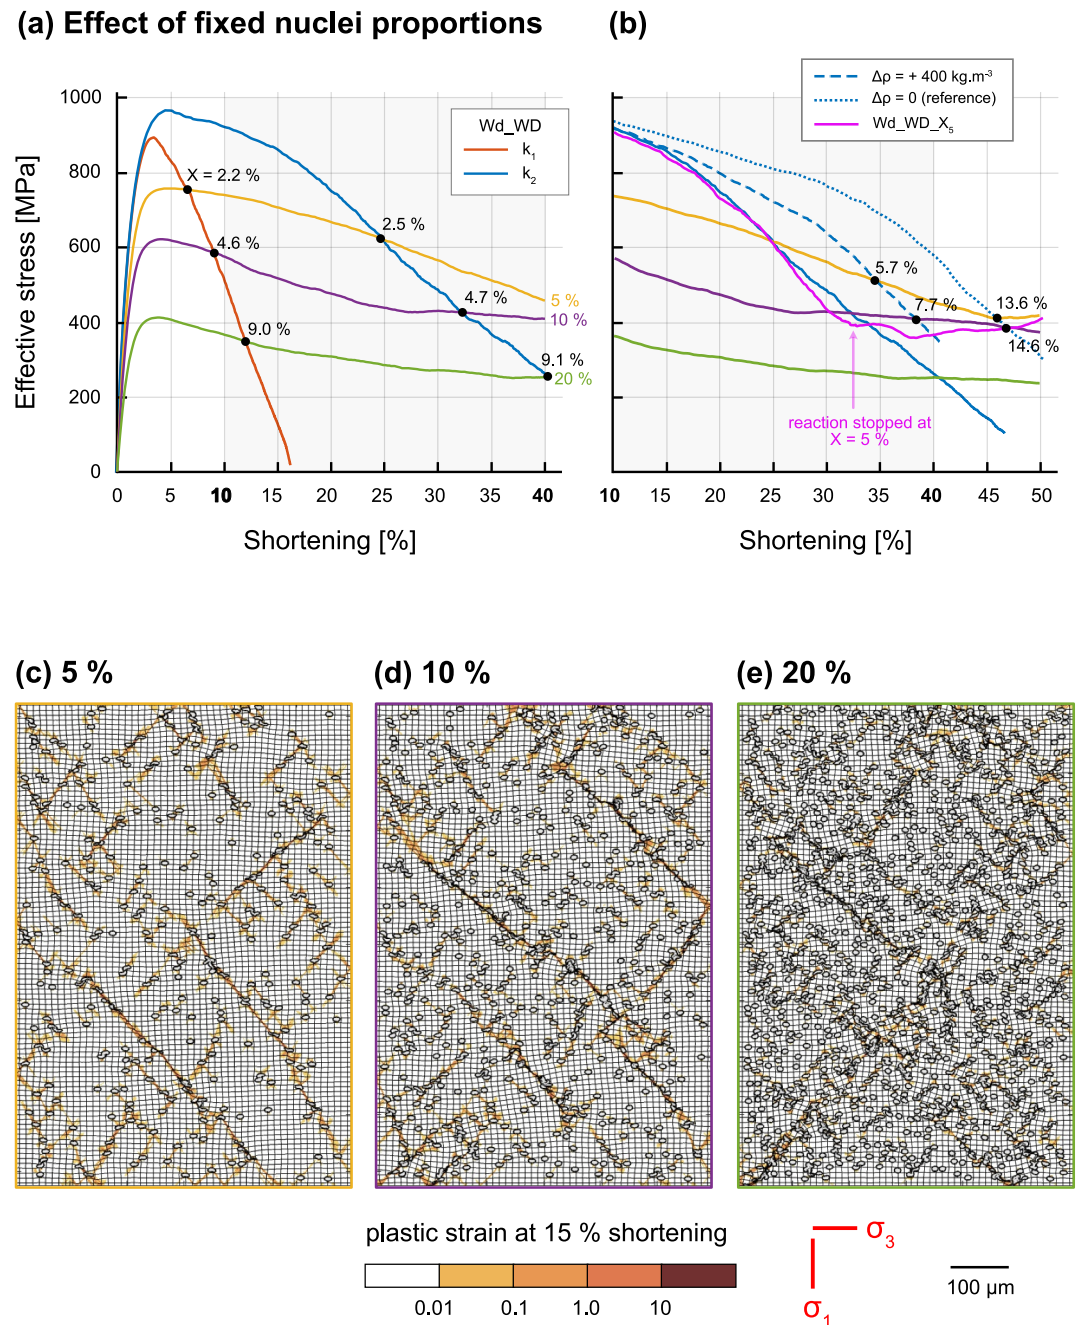 (a) Effect of fixed nuclei proportions
(b)
Effective stress [MPa]
1000
800
600
400
200
0
0
5
10
15
20
25
30
35
40
Shortening [%]
Wd_WD
k₁
k₂
X = 2.2 %
4.6 %
9.0 %
2.5 %
4.7 %
9.1 %
5 %
10 %
20 %
Δρ = + 400 kg.m⁻³
Δρ = 0 (reference)
Wd_WD_X₅
5.7 %
7.7 %
13.6 %
14.6 %
reaction stopped at
X = 5 %
10
15
20
25
30
35
40
45
50
Shortening [%]
(c) 5 %
(d) 10 %
(e) 20 %
plastic strain at 15 % shortening
0.01
0.1
1.0
10
σ₃
σ₁
100 µm